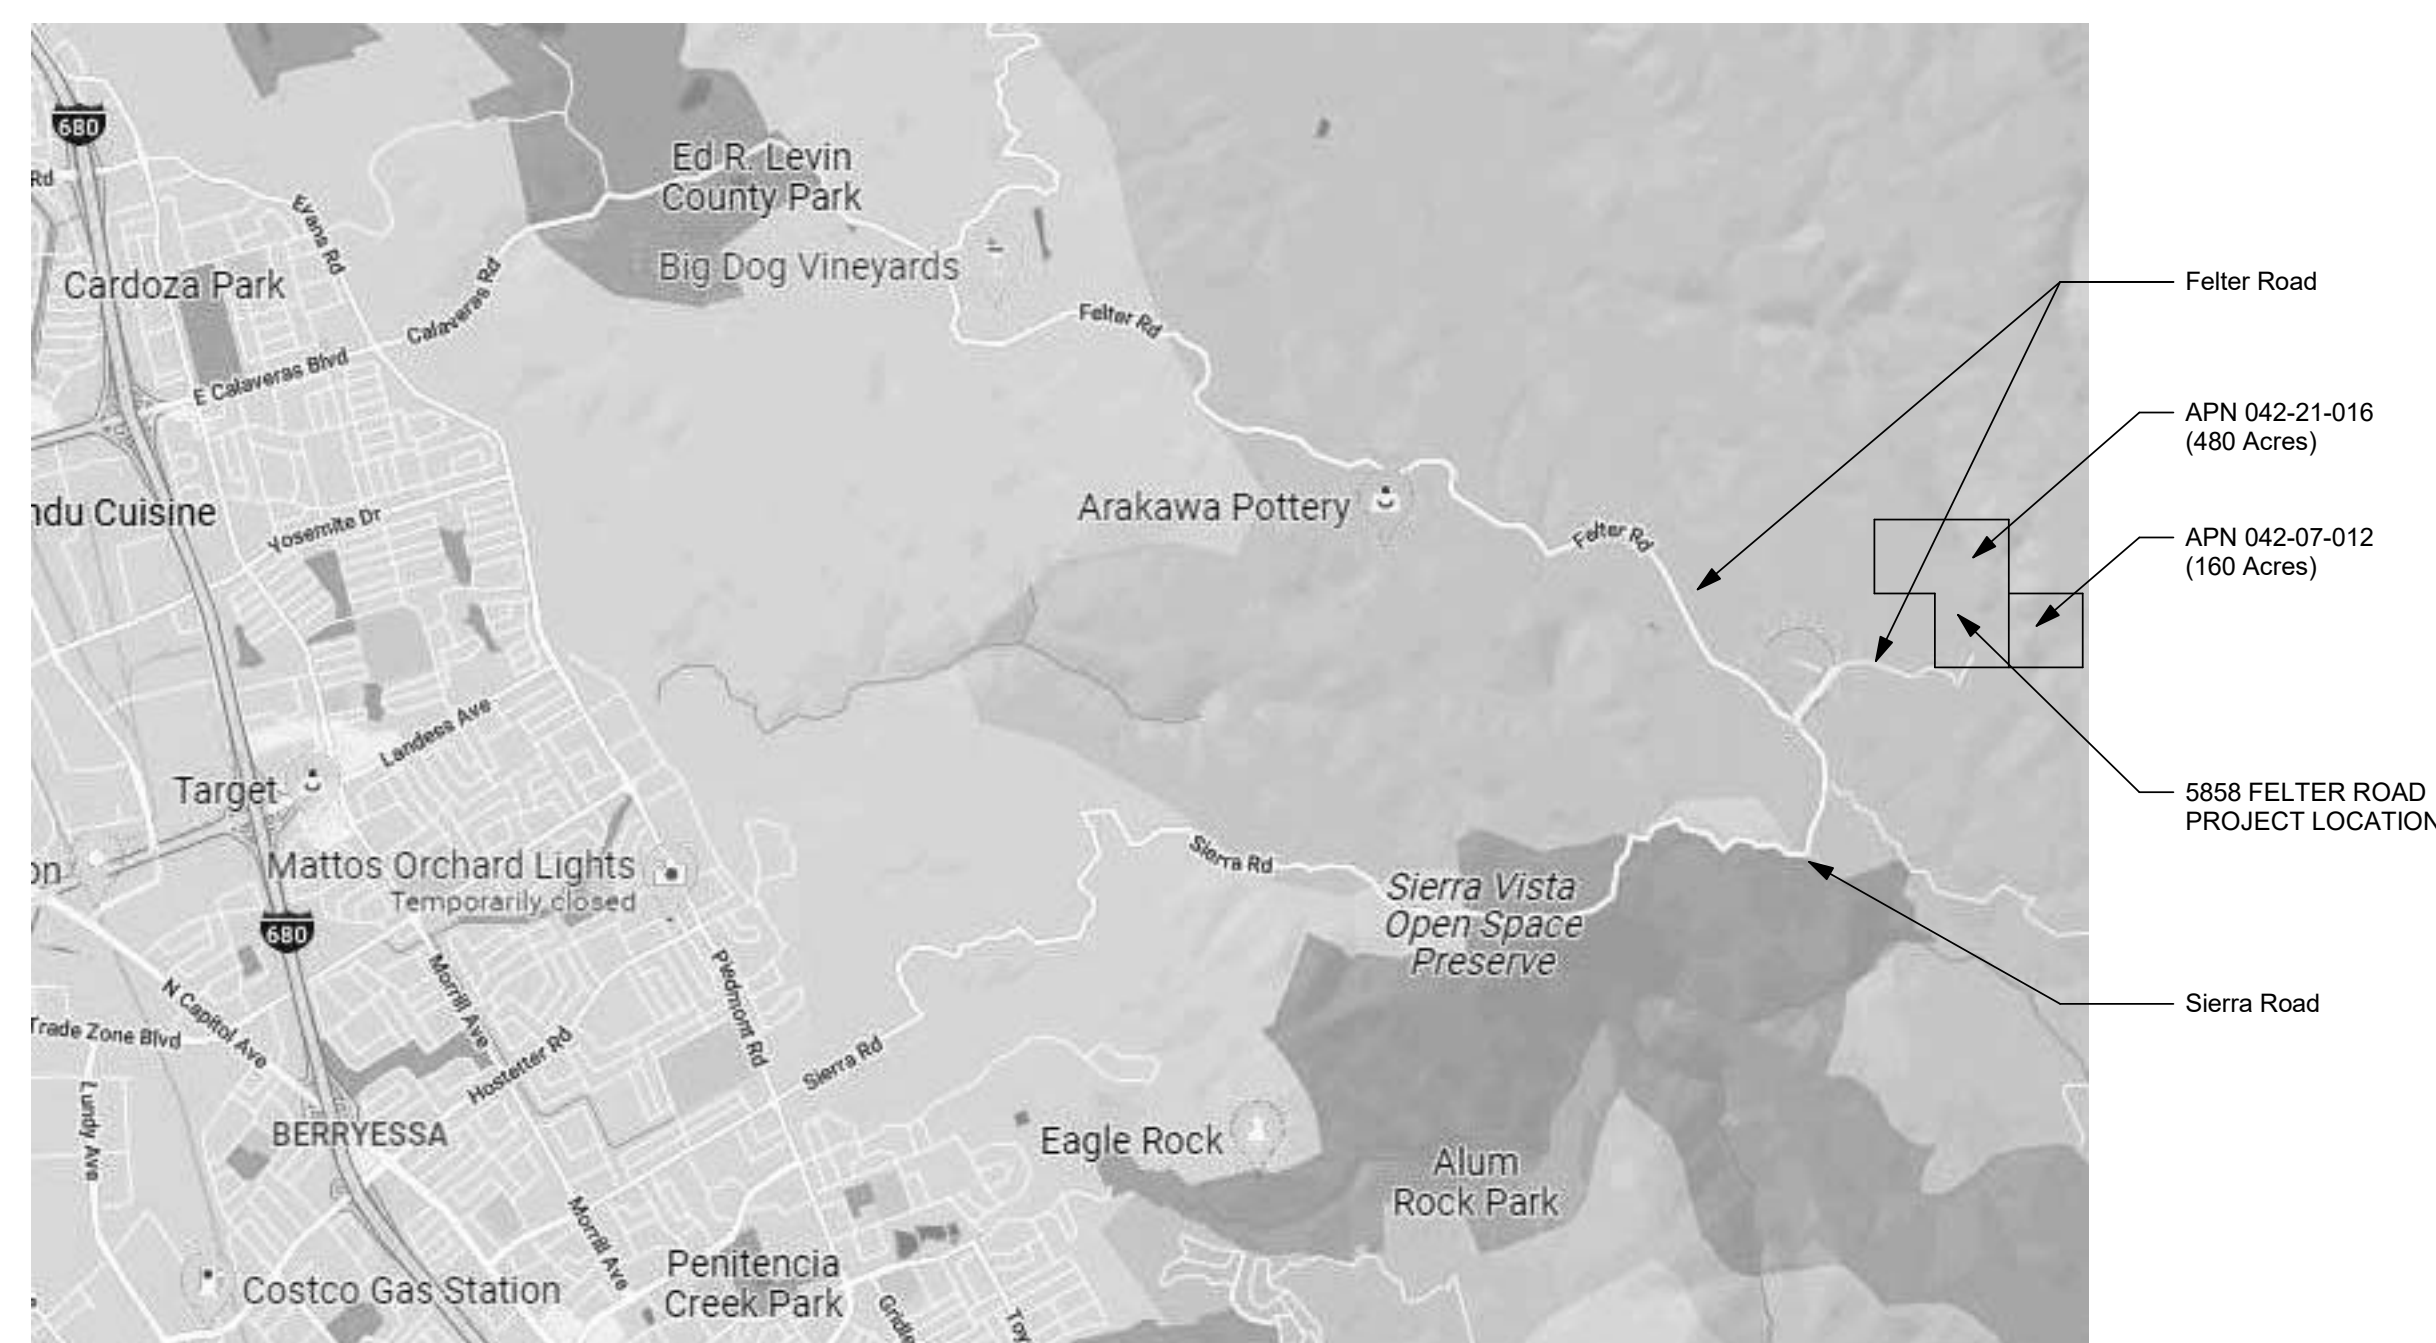 680
Rd
Ed R. Levin
County Park
Evans Rd
Cardoza Park
Big Dog Vineyards
Calaveras Rd
Felter Road
Felter Rd
E Calaveras Blvd
APN 042-21-016
(480 Acres)
ndu Cuisine
Yosemite Dr
Arakawa Pottery
Felter Rd
APN 042-07-012
(160 Acres)
Landess Ave
Target
5858 FELTER ROAD
PROJECT LOCATION
Mattos Orchard Lights
Temporarily closed
on
Sierra Rd
Sierra Vista
Open Space
Preserve
680
N Capitol Ave
Morrill Ave
Piedmont Rd
Sierra Road
Trade Zone Blvd
Hostetter Rd
Sierra Rd
Lundy Ave
BERRYESSA
Eagle Rock
Alum
Rock Park
Morrill Ave
Penitencia
Creek Park
Costco Gas Station
Gridle
Toy